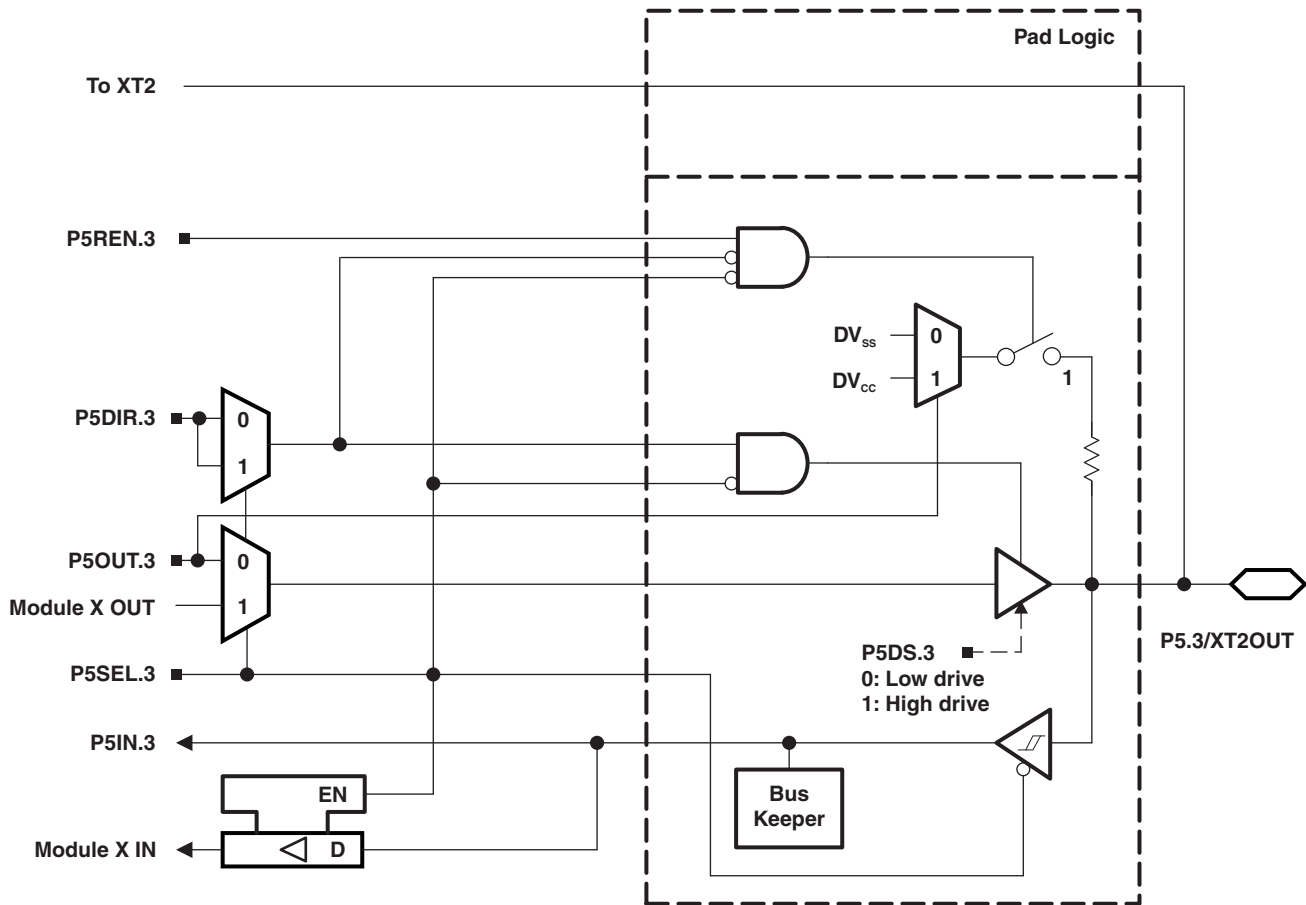 Pad Logic
To XT2
P5REN.3
DVSS
0
DVCC
1
1
P5DIR.3
0
1
P5OUT.3
0
Module X OUT
1
P5SEL.3
P5DS.3
0: Low drive
1: High drive
P5.3/XT2OUT
P5IN.3
Bus
Keeper
EN
Module X IN
D